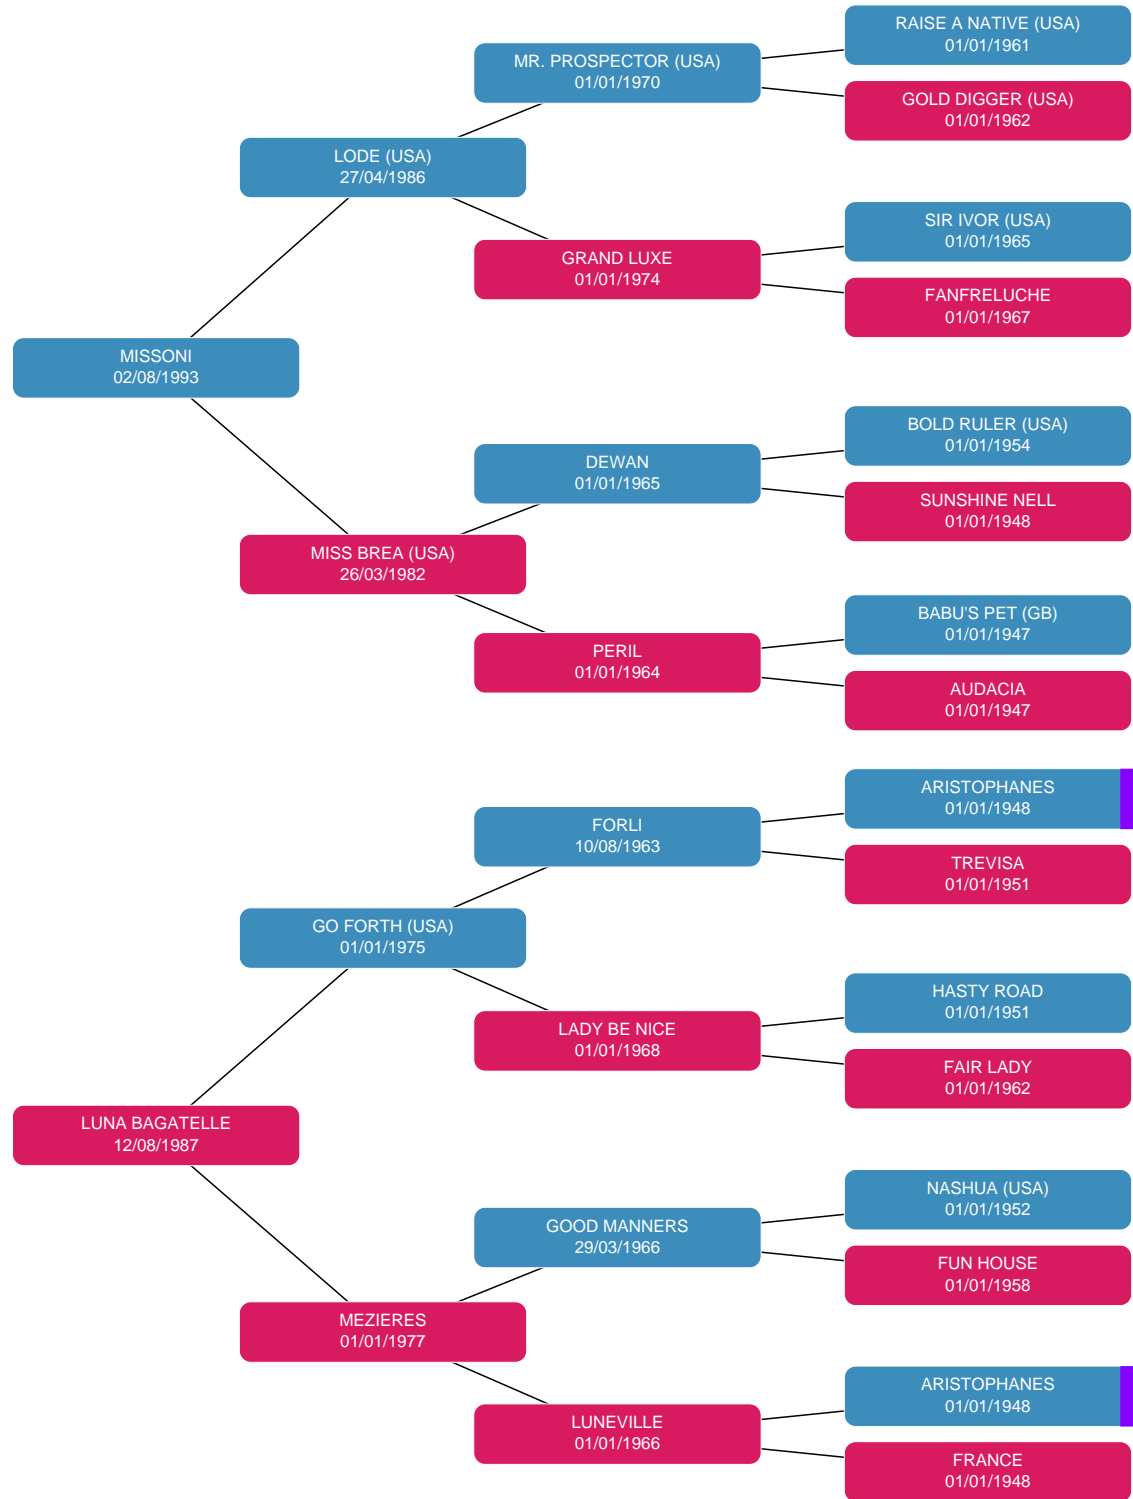 RAISE A NATIVE (USA)
01/01/1961
MR. PROSPECTOR (USA)
01/01/1970
GOLD DIGGER (USA)
01/01/1962
LODE (USA)
27/04/1986
SIR IVOR (USA)
01/01/1965
GRAND LUXE
01/01/1974
FANFRELUCHE
01/01/1967
MISSONI
02/08/1993
BOLD RULER (USA)
01/01/1954
DEWAN
01/01/1965
SUNSHINE NELL
01/01/1948
MISS BREA (USA)
26/03/1982
BABU'S PET (GB)
01/01/1947
PERIL
01/01/1964
AUDACIA
01/01/1947
ARISTOPHANES
01/01/1948
FORLI
10/08/1963
TREVISA
01/01/1951
GO FORTH (USA)
01/01/1975
HASTY ROAD
01/01/1951
LADY BE NICE
01/01/1968
FAIR LADY
01/01/1962
LUNA BAGATELLE
12/08/1987
NASHUA (USA)
01/01/1952
GOOD MANNERS
29/03/1966
FUN HOUSE
01/01/1958
MEZIERES
01/01/1977
ARISTOPHANES
01/01/1948
LUNEVILLE
01/01/1966
FRANCE
01/01/1948